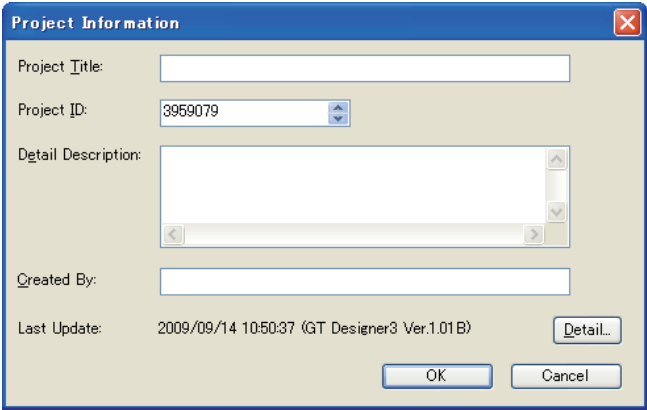 Project Information
Project Title:
Project ID: 3959079
Detail Description:
Created By:
Last Update: 2009/09/14 10:50:37 (GT Designer3 Ver.1.01B) Detail...
OK Cancel